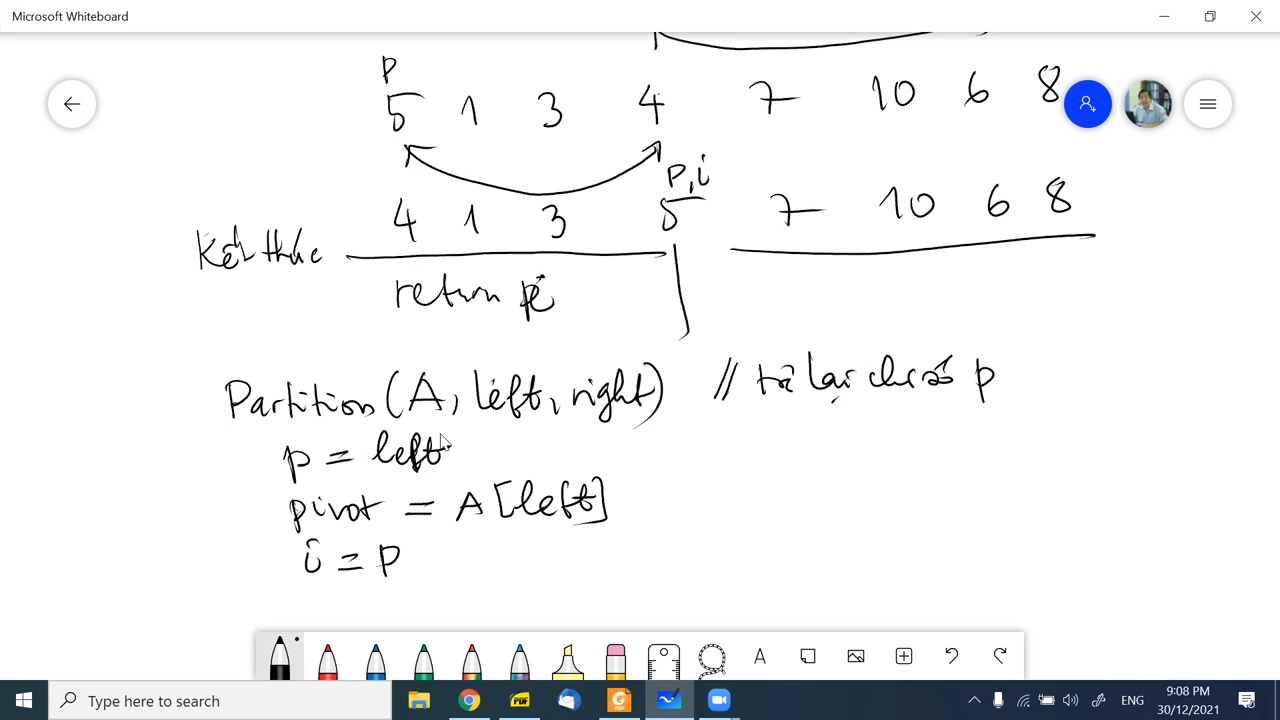 Microsoft Whiteboard
p
5 1 3 4 7 10 6 8
p, i
4 1 3 5 7 10 6 8
Kết thúc
return
Partition (A, left, right) // trả lại chỉ số p
p = left
pivot = A[left]
i = p
A
Type here to search
PDF
ENG
9:08 PM
30/12/2021